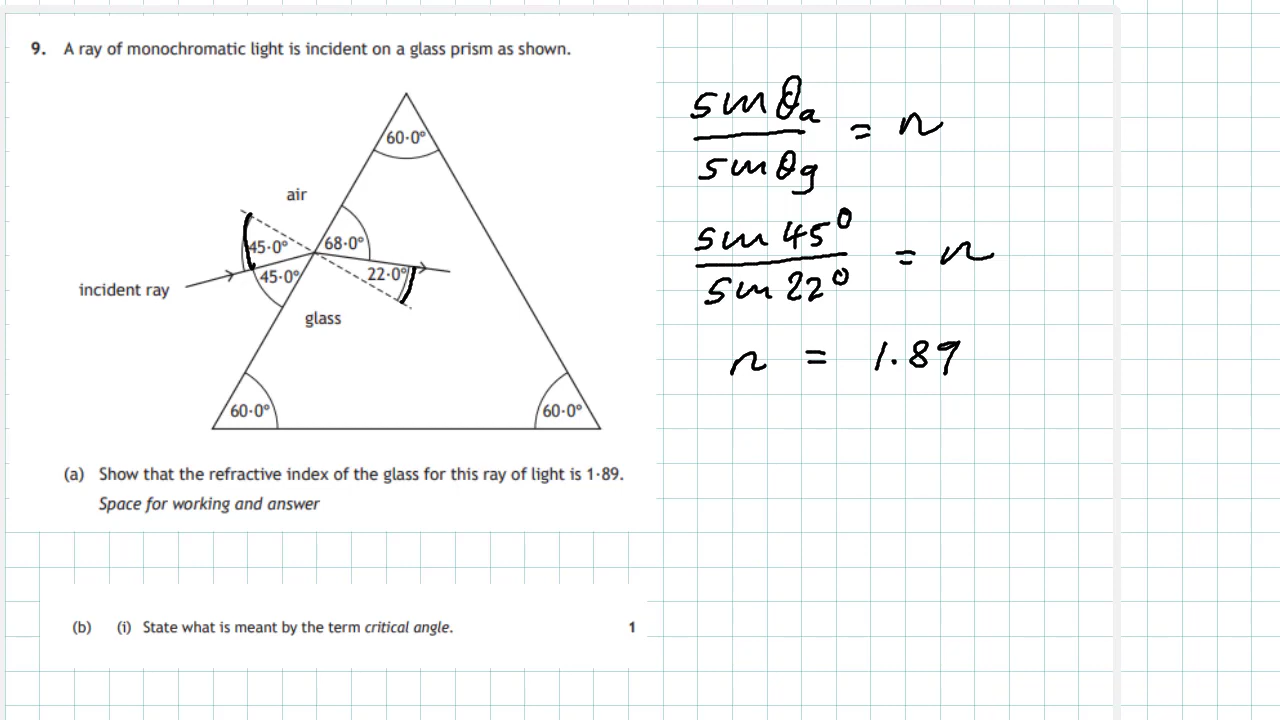 9. A ray of monochromatic light is incident on a glass prism as shown.
60·0°
air
45·0°
68·0°
45·0°
22·0°
incident ray
glass
60·0°
60·0°
(a) Show that the refractive index of the glass for this ray of light is 1·89.
Space for working and answer
(b) (i) State what is meant by the term critical angle. 1
sin θa
= n
sin θg
sin 45°
= n
sin 22°
n = 1.89